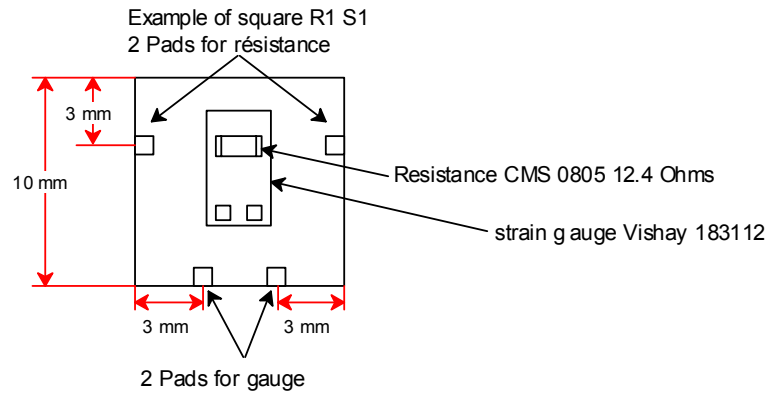 Example of square R1 S1
2 Pads for résistance
3 mm
10 mm
Resistance CMS 0805 12.4 Ohms
strain gauge Vishay 183112
3 mm
3 mm
2 Pads for gauge